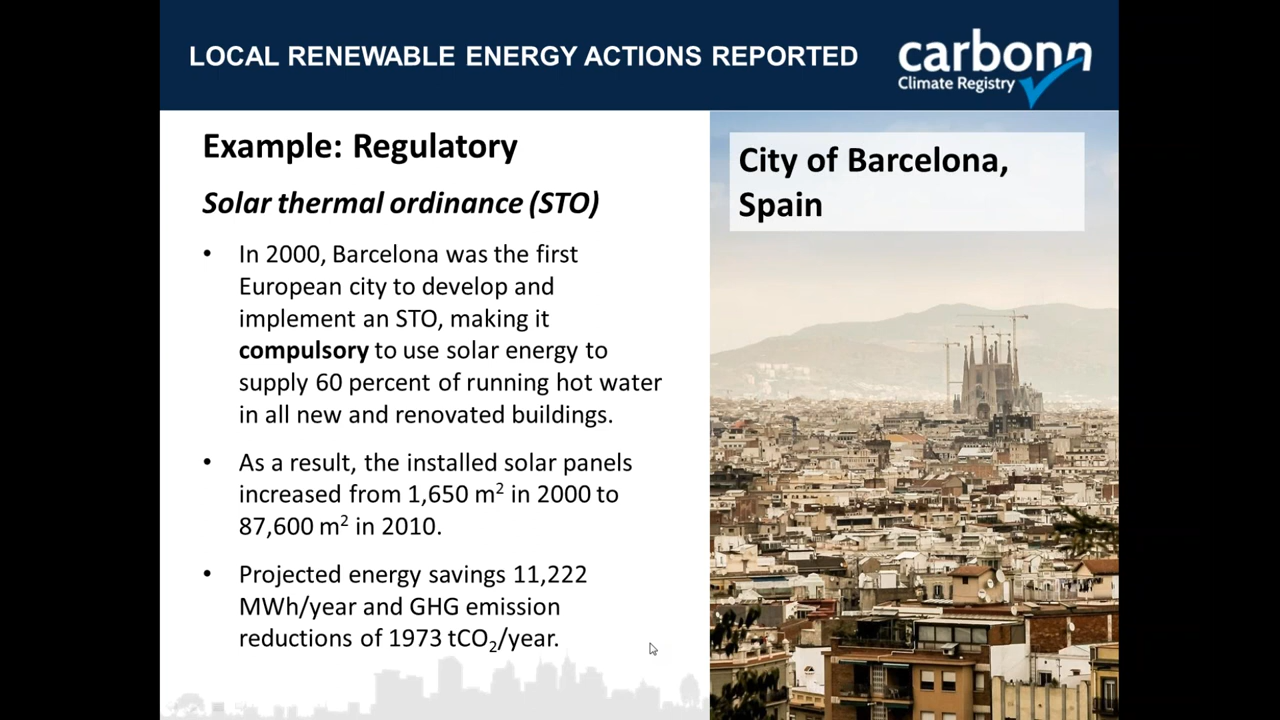 LOCAL RENEWABLE ENERGY ACTIONS REPORTED
carbonn
Climate Registry
Example: Regulatory
Solar thermal ordinance (STO)
• In 2000, Barcelona was the first
European city to develop and
implement an STO, making it
compulsory to use solar energy to
supply 60 percent of running hot water
in all new and renovated buildings.
• As a result, the installed solar panels
increased from 1,650 m² in 2000 to
87,600 m² in 2010.
• Projected energy savings 11,222
MWh/year and GHG emission
reductions of 1973 tCO₂/year.
City of Barcelona,
Spain